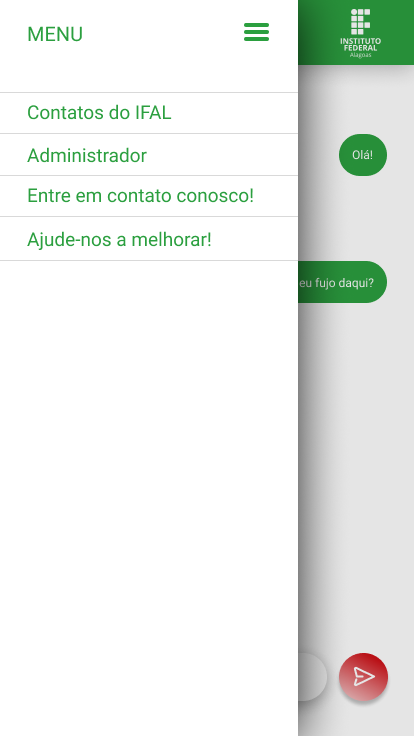 MENU
INSTITUTO
FEDERAL
Alagoas
Contatos do IFAL
Administrador
Entre em contato conosco!
Ajude-nos a melhorar!
Olá!
eu fujo daqui?